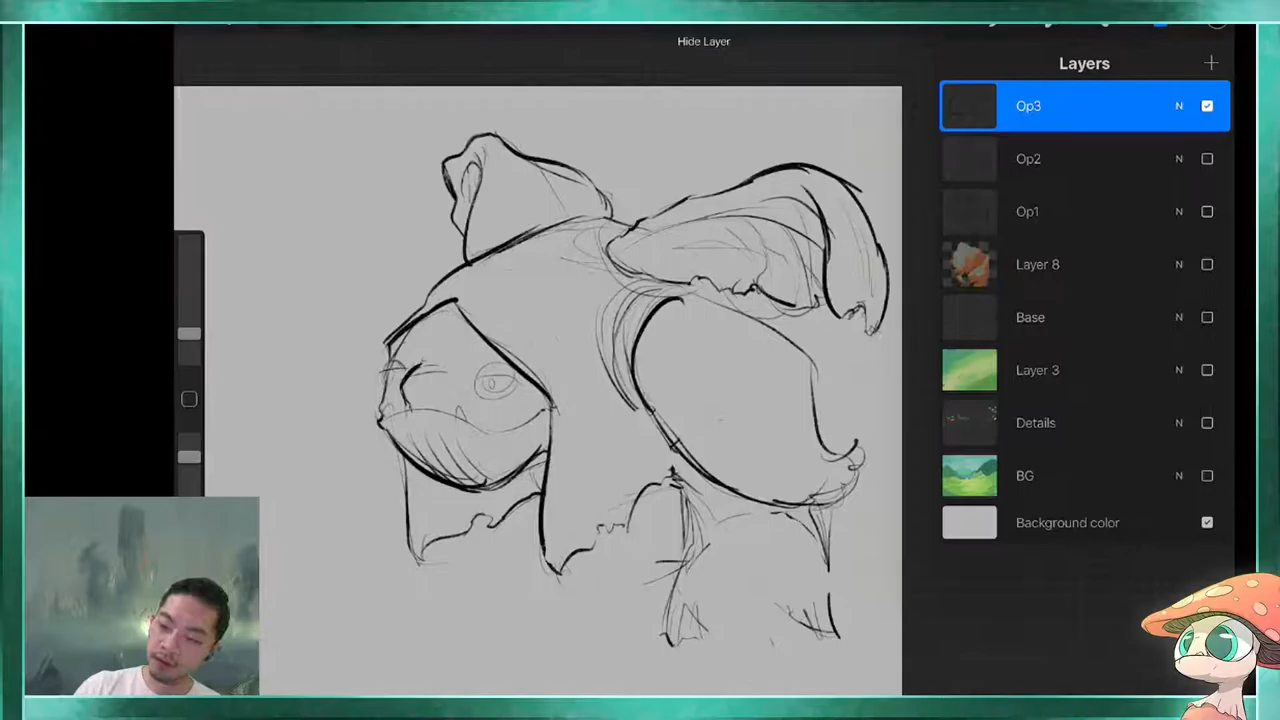 Hide Layer
Layers
Op3 N
Op2 N
Op1 N
Layer 8 N
Base N
Layer 3 N
Details N
BG N
Background color